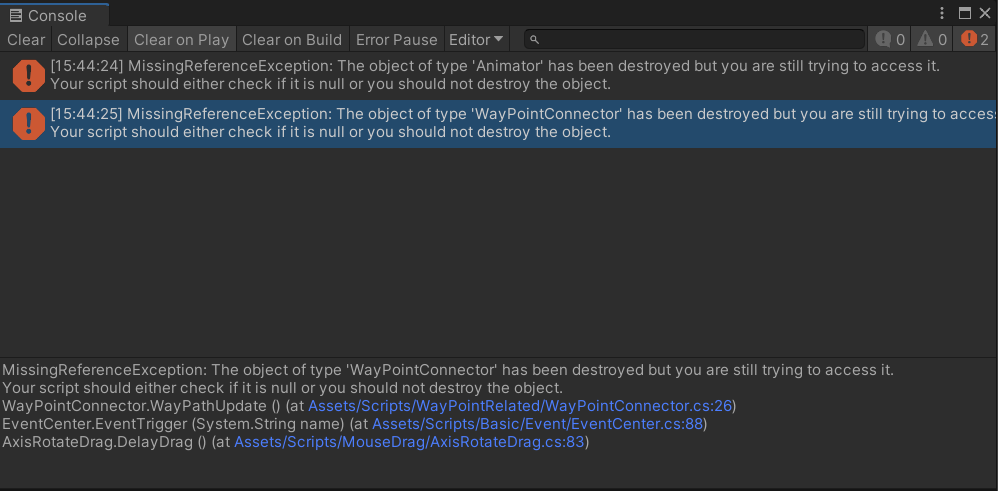 Console
Clear Collapse Clear on Play Clear on Build Error Pause Editor 0 0 2
[15:44:24] MissingReferenceException: The object of type 'Animator' has been destroyed but you are still trying to access it.
Your script should either check if it is null or you should not destroy the object.
[15:44:25] MissingReferenceException: The object of type 'WayPointConnector' has been destroyed but you are still trying to acces
Your script should either check if it is null or you should not destroy the object.
MissingReferenceException: The object of type 'WayPointConnector' has been destroyed but you are still trying to access it.
Your script should either check if it is null or you should not destroy the object.
WayPointConnector.WayPathUpdate () (at Assets/Scripts/WayPointRelated/WayPointConnector.cs:26)
EventCenter.EventTrigger (System.String name) (at Assets/Scripts/Basic/Event/EventCenter.cs:88)
AxisRotateDrag.DelayDrag () (at Assets/Scripts/MouseDrag/AxisRotateDrag.cs:83)